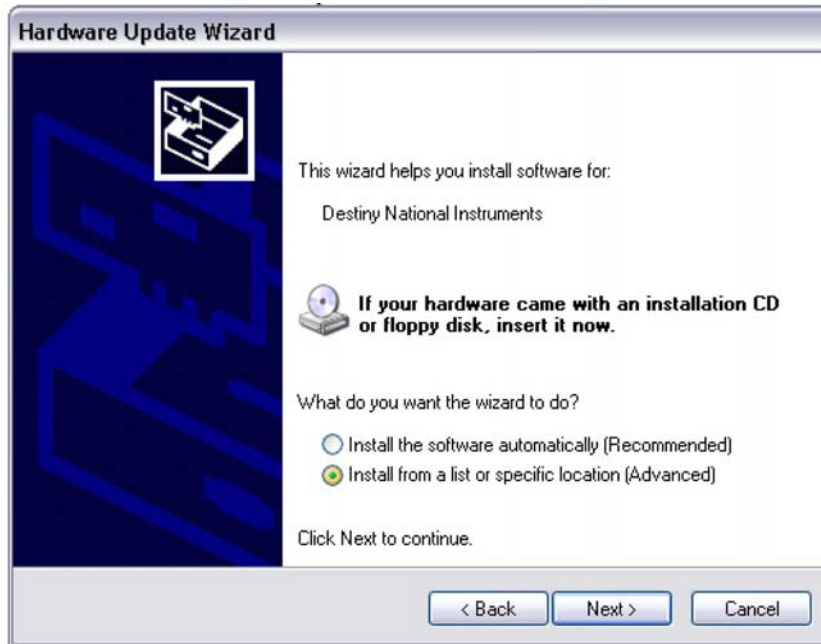 Hardware Update Wizard
This wizard helps you install software for:
Destiny National Instruments
If your hardware came with an installation CD
or floppy disk, insert it now.
What do you want the wizard to do?
Install the software automatically (Recommended)
Install from a list or specific location (Advanced)
Click Next to continue.
< Back Next > Cancel